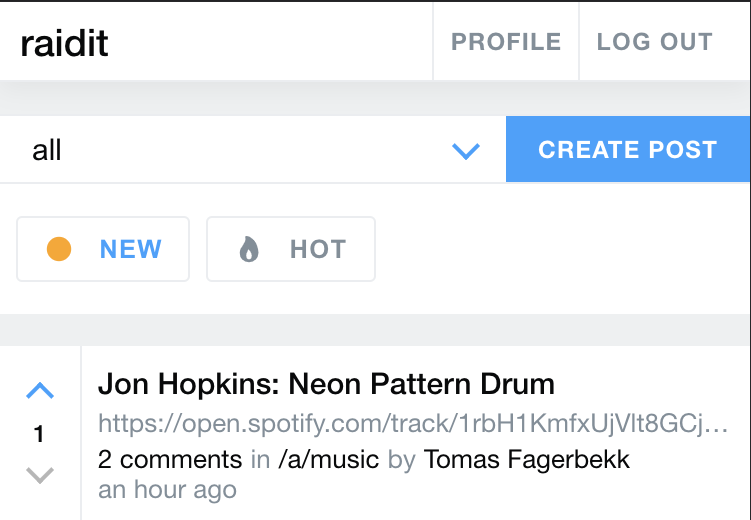 raidit PROFILE LOG OUT
all CREATE POST
NEW HOT
Jon Hopkins: Neon Pattern Drum
https://open.spotify.com/track/1rbH1KmfxUjVlt8GCj…
1
2 comments in /a/music by Tomas Fagerbekk
an hour ago